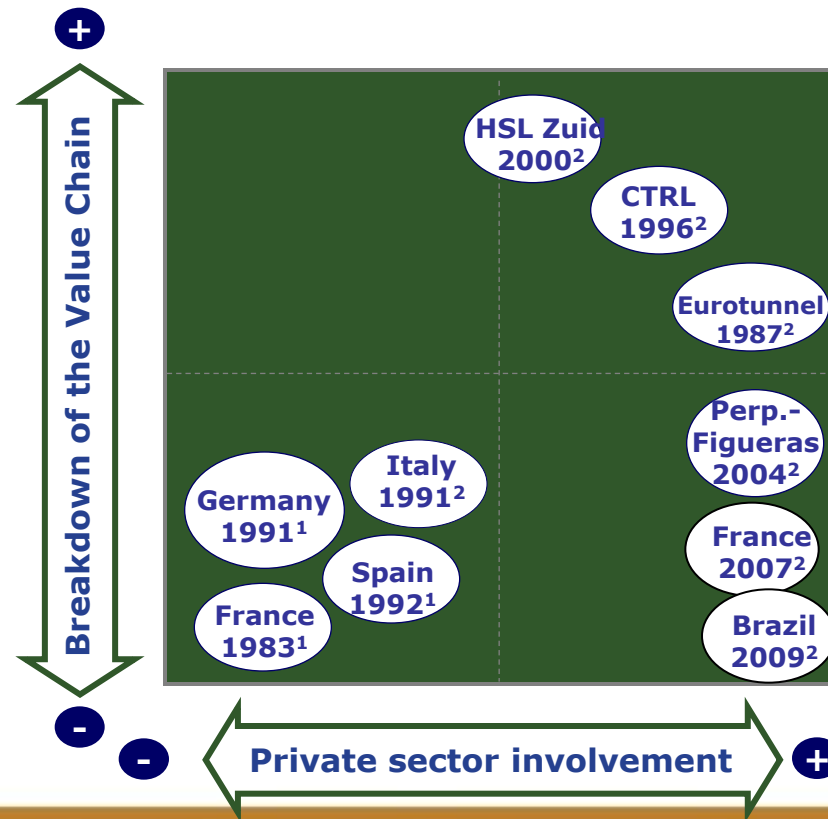 +
Breakdown of the Value Chain
HSL Zuid
2000²
CTRL
1996²
Eurotunnel
1987²
Perp.-
Figueras
2004²
Italy
1991²
Germany
1991¹
France
2007²
Spain
1992¹
France
1983¹
Brazil
2009²
-
-
Private sector involvement
+